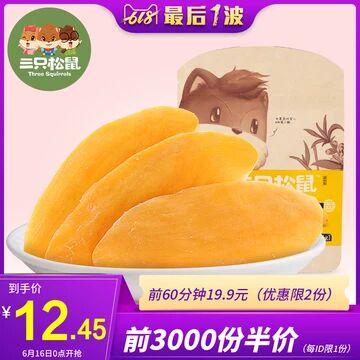 618 最后1波
三只松鼠
Three Squirrels
三只松鼠
前60分钟19.9元（优惠限2份）
到手价
¥12.45
6月16日0点开抢
前3000份半价（每ID限1份）